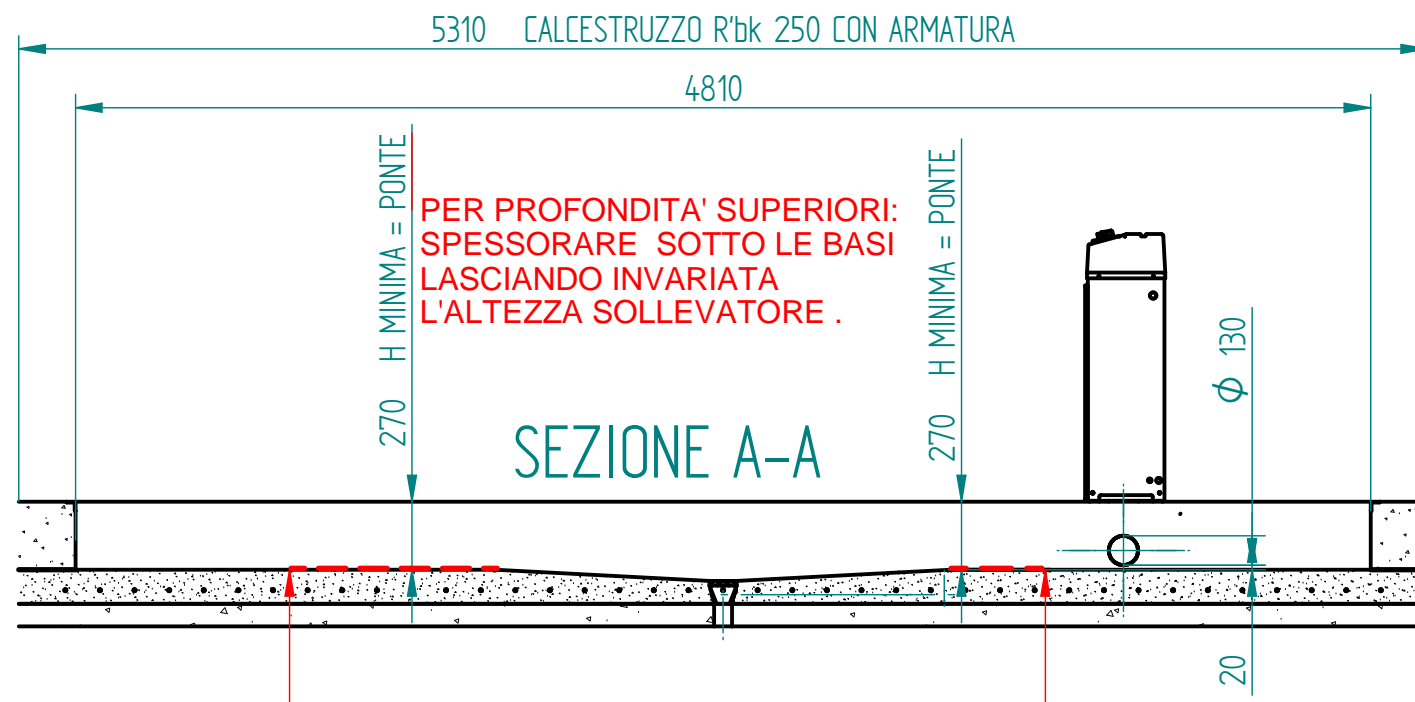 5310 CALCESTRUZZO R'bk 250 CON ARMATURA
4810
270 H MINIMA = PONTE
PER PROFONDITA' SUPERIORI:
SPESSORARE SOTTO LE BASI
LASCIANDO INVARIATA
L'ALTEZZA SOLLEVATORE .
270 H MINIMA = PONTE
ϕ 130
SEZIONE A-A
20